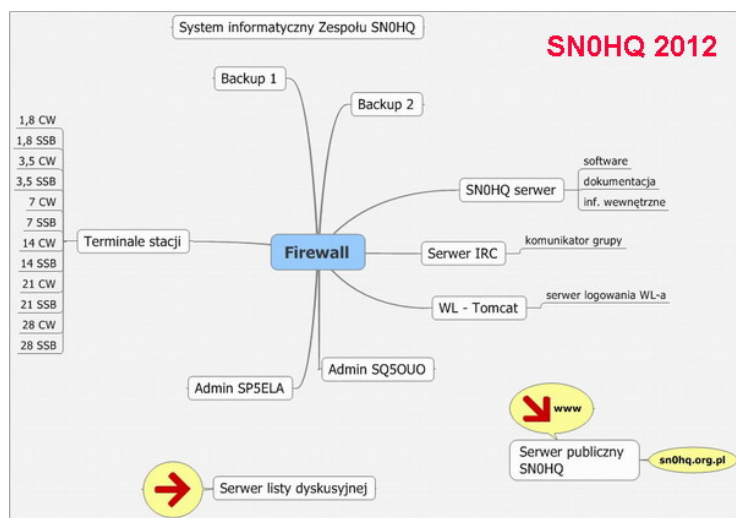 System informatyczny Zespołu SN0HQ
SN0HQ 2012
Backup 1
Backup 2
1,8 CW
1,8 SSB
3,5 CW
3,5 SSB
7 CW
7 SSB
14 CW
14 SSB
21 CW
21 SSB
28 CW
28 SSB
Terminale stacji
Firewall
SN0HQ serwer
software
dokumentacja
inf. wewnętrzne
Serwer IRC
komunikator grupy
WL - Tomcat
serwer logowania WL-a
Admin SP5ELA
Admin SQ5OUO
www
Serwer publiczny
SN0HQ
sn0hq.org.pl
Serwer listy dyskusyjnej